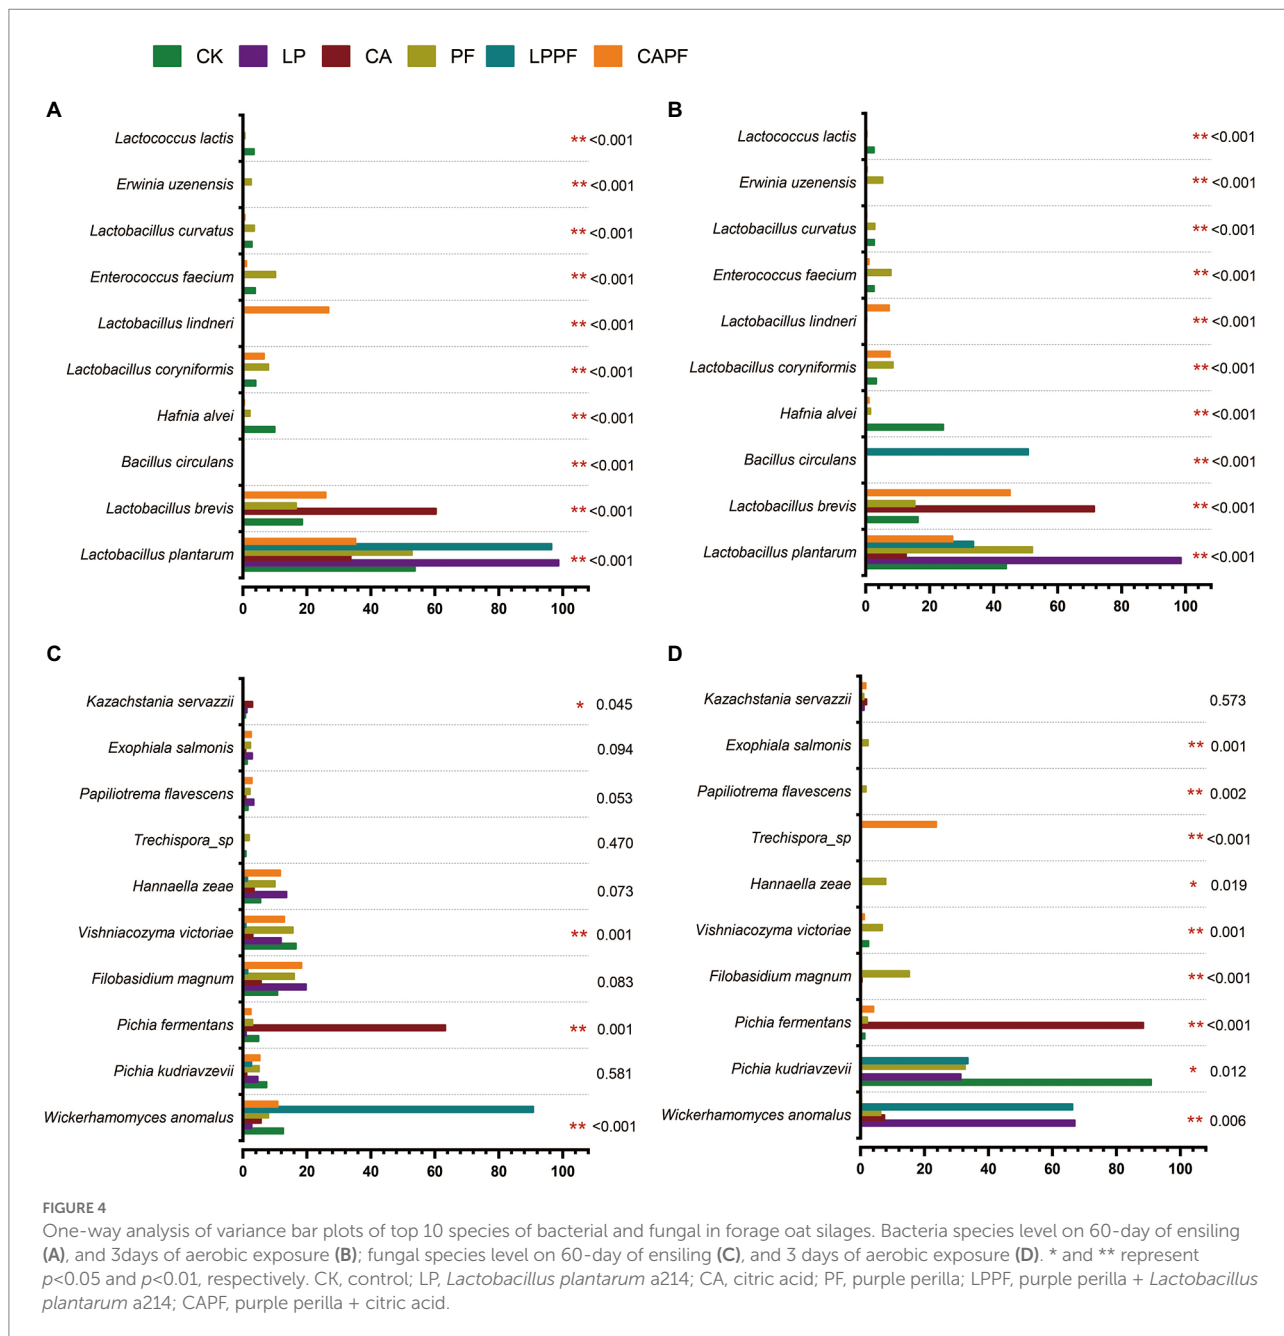 CK LP CA PF LPPF CAPF
A
Lactococcus lactis **<0.001
Erwinia uzenensis **<0.001
Lactobacillus curvatus **<0.001
Enterococcus faecium **<0.001
Lactobacillus lindneri **<0.001
Lactobacillus coryniformis **<0.001
Hafnia alvei **<0.001
Bacillus circulans **<0.001
Lactobacillus brevis **<0.001
Lactobacillus plantarum **<0.001
0 20 40 60 80 100
B
Lactococcus lactis **<0.001
Erwinia uzenensis **<0.001
Lactobacillus curvatus **<0.001
Enterococcus faecium **<0.001
Lactobacillus lindneri **<0.001
Lactobacillus coryniformis **<0.001
Hafnia alvei **<0.001
Bacillus circulans **<0.001
Lactobacillus brevis **<0.001
Lactobacillus plantarum **<0.001
0 20 40 60 80 100
C
Kazachstania servazzii * 0.045
Exophiala salmonis 0.094
Papiliotrema flavescens 0.053
Trechispora_sp 0.470
Hannaella zeae 0.073
Vishniacozyma victoriae ** 0.001
Filobasidium magnum 0.083
Pichia fermentans ** 0.001
Pichia kudriavzevii 0.581
Wickerhamomyces anomalus ** <0.001
0 20 40 60 80 100
D
Kazachstania servazzii 0.573
Exophiala salmonis ** 0.001
Papiliotrema flavescens ** 0.002
Trechispora_sp **<0.001
Hannaella zeae * 0.019
Vishniacozyma victoriae ** 0.001
Filobasidium magnum **<0.001
Pichia fermentans **<0.001
Pichia kudriavzevii * 0.012
Wickerhamomyces anomalus ** 0.006
0 20 40 60 80 100
FIGURE 4
One-way analysis of variance bar plots of top 10 species of bacterial and fungal in forage oat silages. Bacteria species level on 60-day of ensiling
(A), and 3days of aerobic exposure (B); fungal species level on 60-day of ensiling (C), and 3 days of aerobic exposure (D). * and ** represent
p<0.05 and p<0.01, respectively. CK, control; LP, Lactobacillus plantarum a214; CA, citric acid; PF, purple perilla; LPPF, purple perilla + Lactobacillus
plantarum a214; CAPF, purple perilla + citric acid.